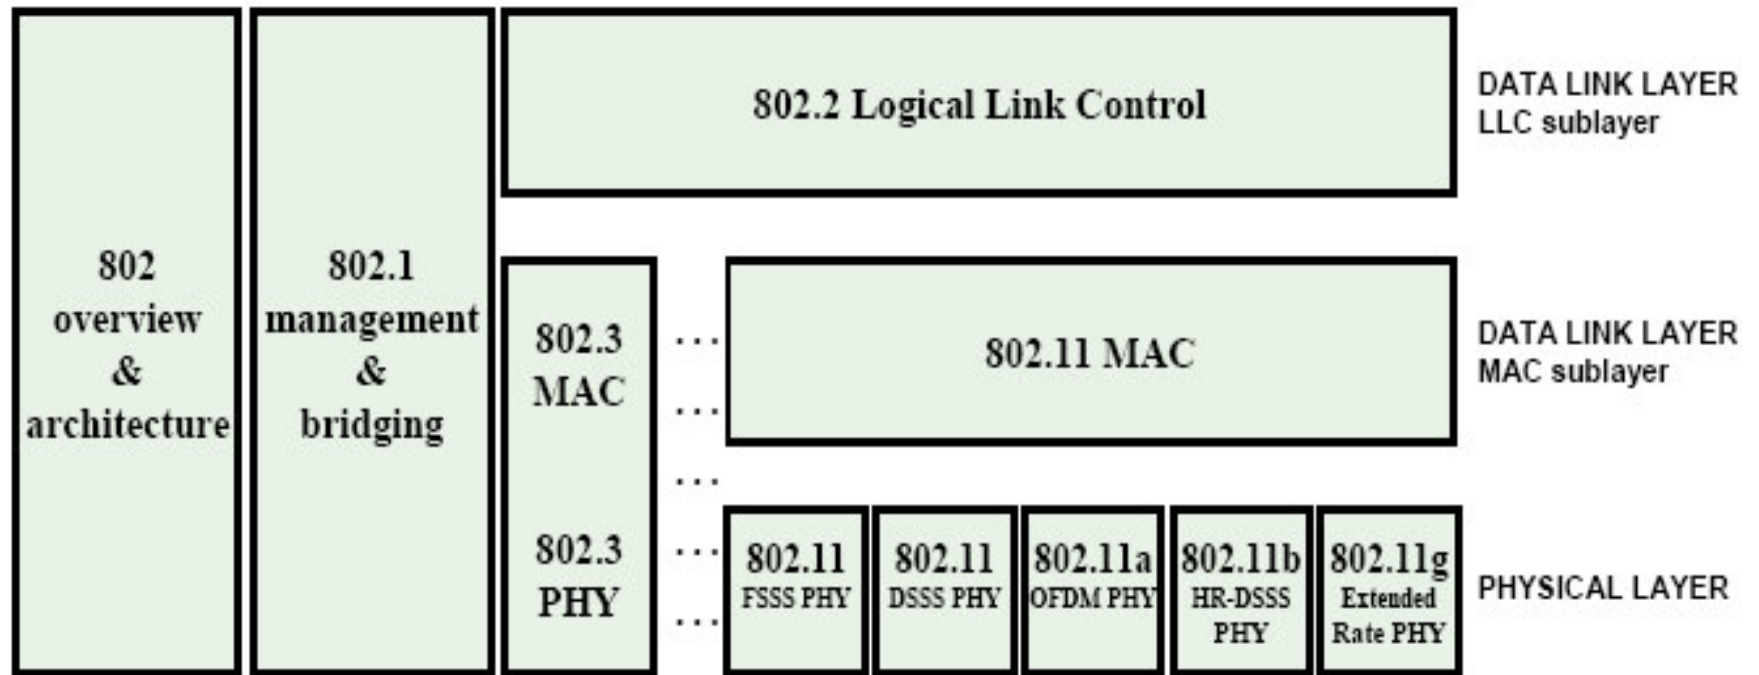 802
overview
&
architecture
802.1
management
&
bridging
802.2 Logical Link Control
DATA LINK LAYER
LLC sublayer
802.3
MAC
...
...
...
...
...
802.11 MAC
DATA LINK LAYER
MAC sublayer
802.3
PHY
802.11
FSSS PHY
802.11
DSSS PHY
802.11a
OFDM PHY
802.11b
HR-DSSS
PHY
802.11g
Extended
Rate PHY
PHYSICAL LAYER